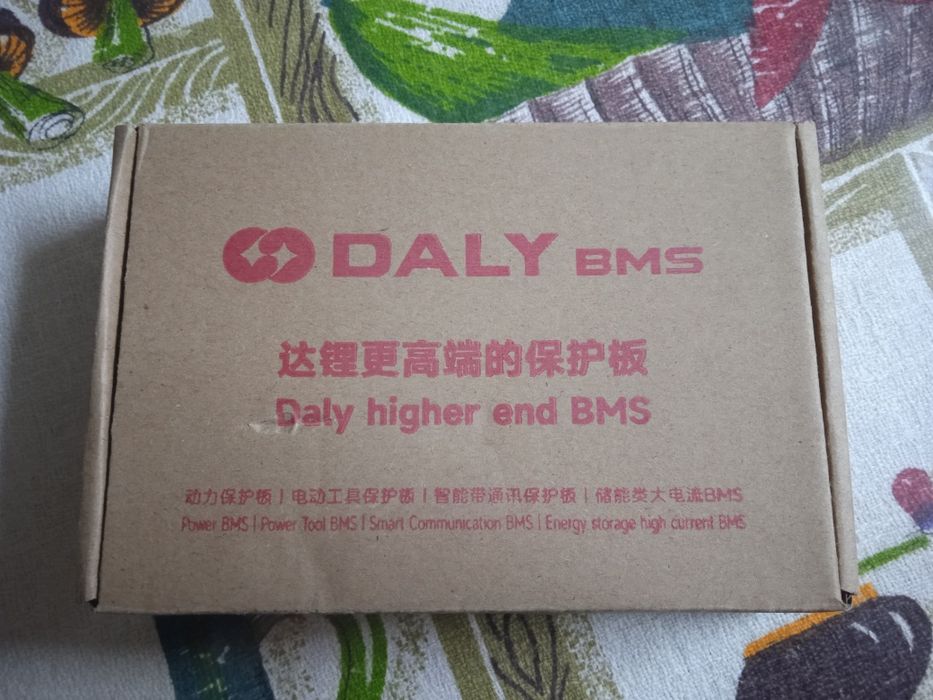 DALY BMS
达锂更高端的保护板
Daly higher end BMS
动力保护板 | 电动工具保护板 | 智能带通讯保护板 | 储能类大电流BMS
Power BMS | Power Tool BMS | Smart Communication BMS | Energy storage high current BMS